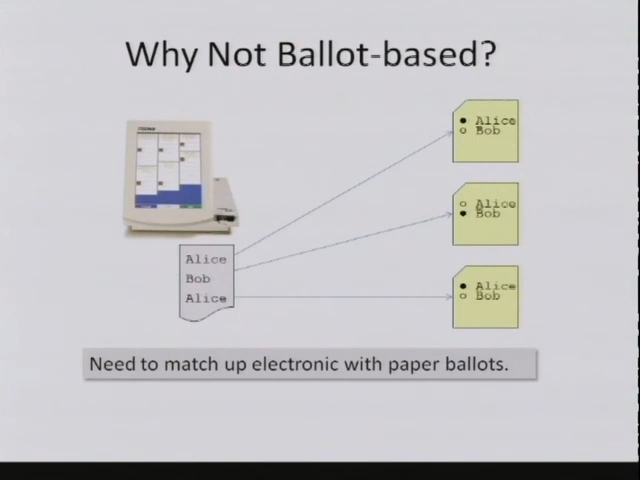 Why Not Ballot-based?
Alice
Bob
Alice
Bob
Alice
Bob
Alice
Alice
Bob
Need to match up electronic with paper ballots.